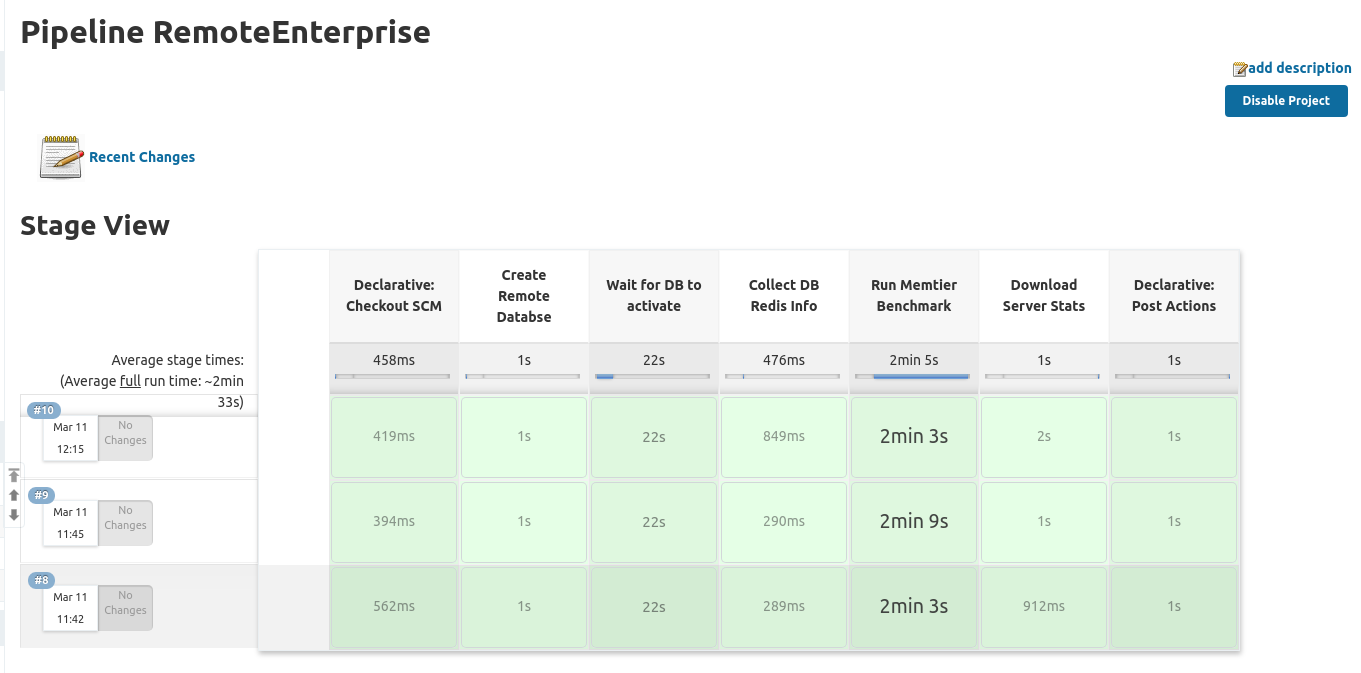 Pipeline RemoteEnterprise
add description
Disable Project
Recent Changes
Stage View
Declarative:
Checkout SCM
Create
Remote
Databse
Wait for DB to
activate
Collect DB
Redis Info
Run Memtier
Benchmark
Download
Server Stats
Declarative:
Post Actions
Average stage times:
(Average full run time: ~2min
33s)
458ms
1s
22s
476ms
2min 5s
1s
1s
#10
Mar 11
12:15
No
Changes
419ms
1s
22s
849ms
2min 3s
2s
1s
#9
Mar 11
11:45
No
Changes
394ms
1s
22s
290ms
2min 9s
1s
1s
#8
Mar 11
11:42
No
Changes
562ms
1s
22s
289ms
2min 3s
912ms
1s